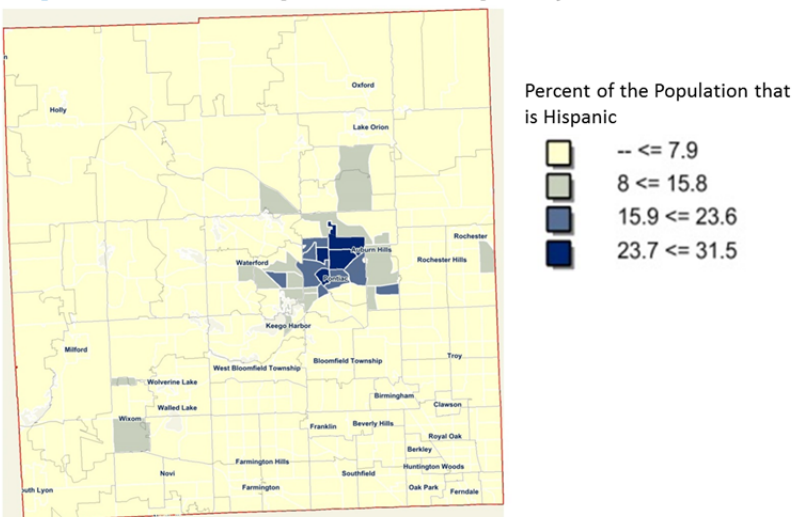 Oxford
Holly
Lake Orion
Rochester
Auburn Hills
Rochester Hills
Waterford
Pontiac
Keego Harbor
Milford
Troy
Bloomfield Township
West Bloomfield Township
Wolverine Lake
Birmingham
Clawson
Walled Lake
Wixom
Franklin
Beverly Hills
Royal Oak
Berkley
Farmington Hills
Huntington Woods
Novi
Southfield
uth Lyon
Farmington
Oak Park
Ferndale
Percent of the Population that
is Hispanic
-- <= 7.9
8 <= 15.8
15.9 <= 23.6
23.7 <= 31.5